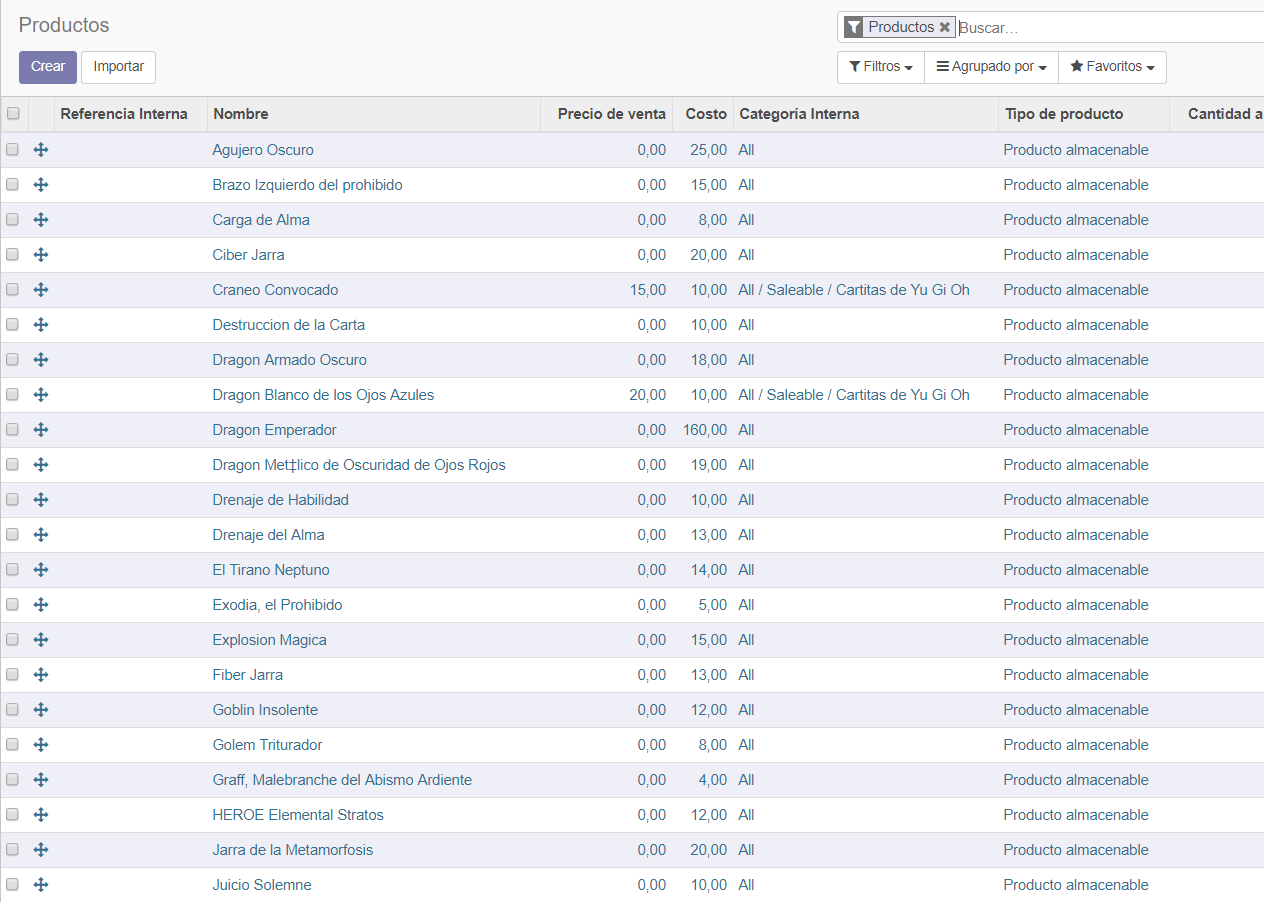 Productos
Productos Buscar...
Crear Importar
Filtros Agrupado por Favoritos
Referencia Interna Nombre Precio de venta Costo Categoría Interna Tipo de producto Cantidad a
Agujero Oscuro 0,00 25,00 All Producto almacenable
Brazo Izquierdo del prohibido 0,00 15,00 All Producto almacenable
Carga de Alma 0,00 8,00 All Producto almacenable
Ciber Jarra 0,00 20,00 All Producto almacenable
Craneo Convocado 15,00 10,00 All / Saleable / Cartitas de Yu Gi Oh Producto almacenable
Destruccion de la Carta 0,00 10,00 All Producto almacenable
Dragon Armado Oscuro 0,00 18,00 All Producto almacenable
Dragon Blanco de los Ojos Azules 20,00 10,00 All / Saleable / Cartitas de Yu Gi Oh Producto almacenable
Dragon Emperador 0,00 160,00 All Producto almacenable
Dragon Met‡lico de Oscuridad de Ojos Rojos 0,00 19,00 All Producto almacenable
Drenaje de Habilidad 0,00 10,00 All Producto almacenable
Drenaje del Alma 0,00 13,00 All Producto almacenable
El Tirano Neptuno 0,00 14,00 All Producto almacenable
Exodia, el Prohibido 0,00 5,00 All Producto almacenable
Explosion Magica 0,00 15,00 All Producto almacenable
Fiber Jarra 0,00 13,00 All Producto almacenable
Goblin Insolente 0,00 12,00 All Producto almacenable
Golem Triturador 0,00 8,00 All Producto almacenable
Graff, Malebranche del Abismo Ardiente 0,00 4,00 All Producto almacenable
HEROE Elemental Stratos 0,00 12,00 All Producto almacenable
Jarra de la Metamorfosis 0,00 20,00 All Producto almacenable
Juicio Solemne 0,00 10,00 All Producto almacenable